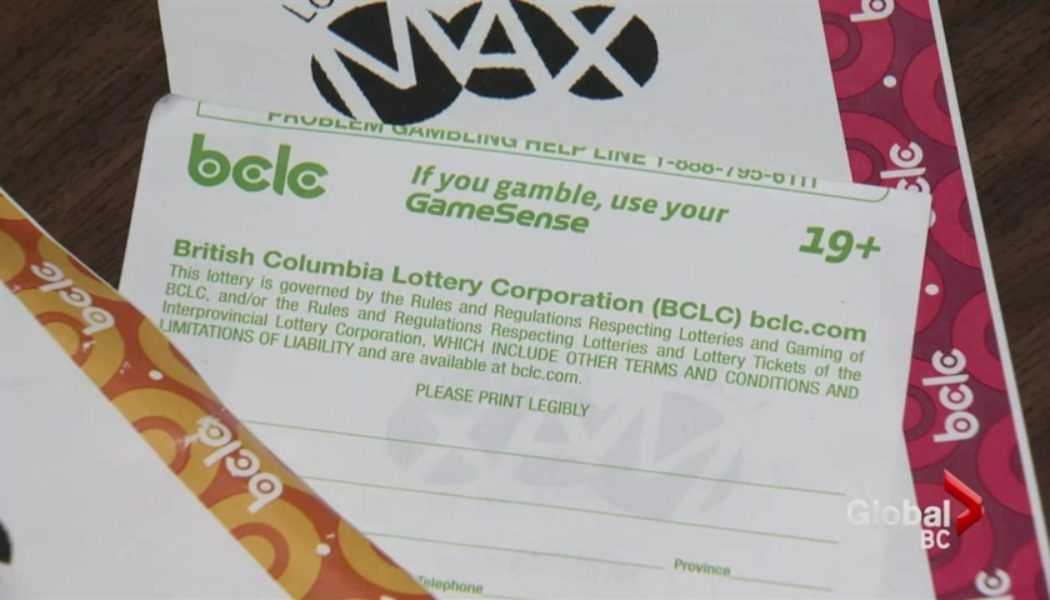 MAX
PROBLEM GAMBLING HELP LINE 1-888-795-6111
bclc
If you gamble, use your
GameSense
19+
British Columbia Lottery Corporation (BCLC) bclc.com
This lottery is governed by the Rules and Regulations Respecting Lotteries and Gaming of
BCLC, and/or the Rules and Regulations Respecting Lotteries and Lottery Tickets of the
Interprovincial Lottery Corporation, WHICH INCLUDE OTHER TERMS AND CONDITIONS AND
LIMITATIONS OF LIABILITY and are available at bclc.com.
PLEASE PRINT LEGIBLY
Province
Telephone
bclc
bclc
bclc
bclc
bclc
bclc
Global
BC